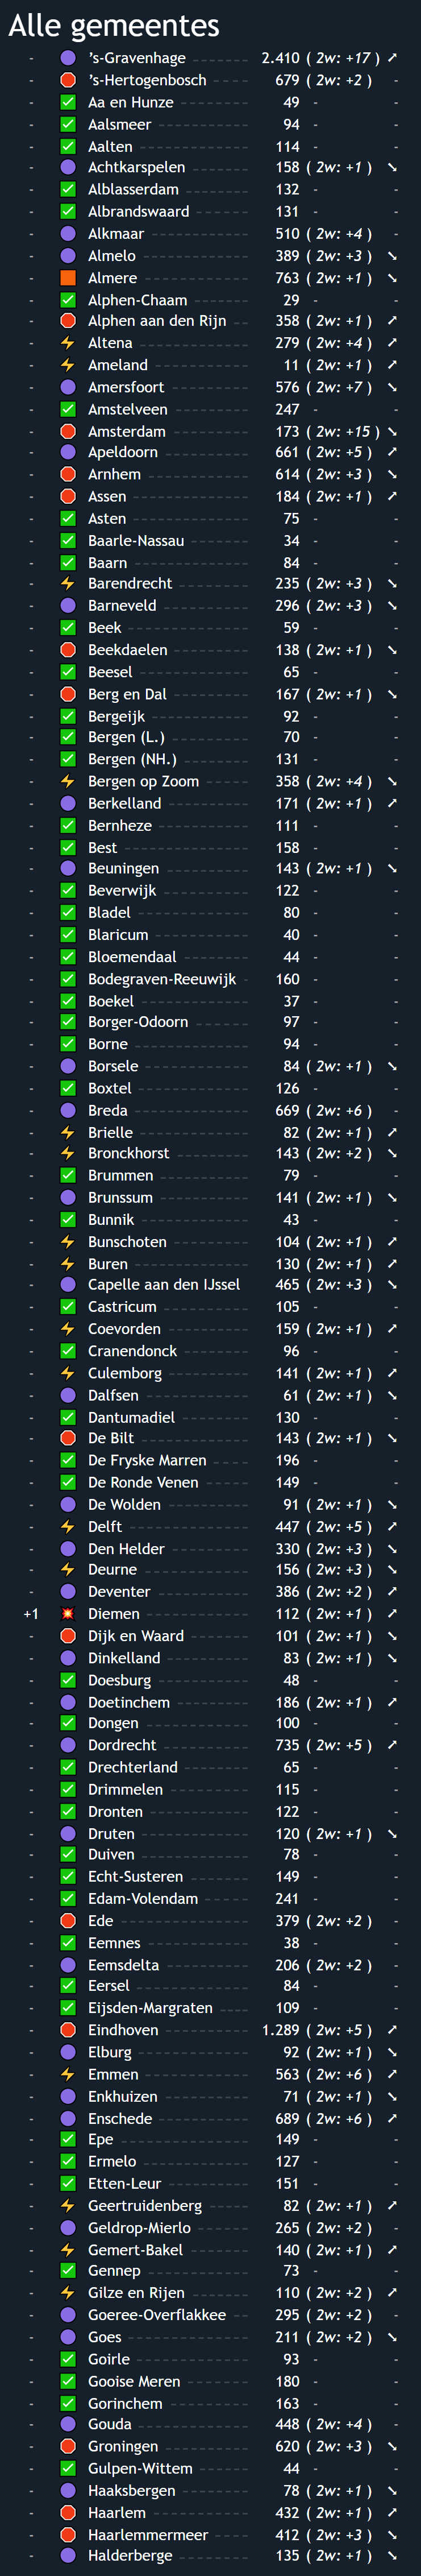 Alle gemeentes
- 's-Gravenhage 2.410 ( 2w: +17 ) ➚
- 's-Hertogenbosch 679 ( 2w: +2 ) -
- Aa en Hunze 49 - -
- Aalsmeer 94 - -
- Aalten 114 - -
- Achtkarspelen 158 ( 2w: +1 ) ➘
- Alblasserdam 132 - -
- Albrandswaard 131 - -
- Alkmaar 510 ( 2w: +4 ) -
- Almelo 389 ( 2w: +3 ) ➘
- Almere 763 ( 2w: +1 ) ➘
- Alphen-Chaam 29 - -
- Alphen aan den Rijn 358 ( 2w: +1 ) ➚
- Altena 279 ( 2w: +4 ) ➚
- Ameland 11 ( 2w: +1 ) ➚
- Amersfoort 576 ( 2w: +7 ) ➘
- Amstelveen 247 - -
- Amsterdam 173 ( 2w: +15 ) ➘
- Apeldoorn 661 ( 2w: +5 ) ➚
- Arnhem 614 ( 2w: +3 ) ➘
- Assen 184 ( 2w: +1 ) ➚
- Asten 75 - -
- Baarle-Nassau 34 - -
- Baarn 84 - -
- Barendrecht 235 ( 2w: +3 ) ➘
- Barneveld 296 ( 2w: +3 ) ➘
- Beek 59 - -
- Beekdaelen 138 ( 2w: +1 ) ➘
- Beesel 65 - -
- Berg en Dal 167 ( 2w: +1 ) ➘
- Bergeijk 92 - -
- Bergen (L.) 70 - -
- Bergen (NH.) 131 - -
- Bergen op Zoom 358 ( 2w: +4 ) ➘
- Berkelland 171 ( 2w: +1 ) ➚
- Bernheze 111 - -
- Best 158 - -
- Beuningen 143 ( 2w: +1 ) ➘
- Beverwijk 122 - -
- Bladel 80 - -
- Blaricum 40 - -
- Bloemendaal 44 - -
- Bodegraven-Reeuwijk 160 - -
- Boekel 37 - -
- Borger-Odoorn 97 - -
- Borne 94 - -
- Borsele 84 ( 2w: +1 ) ➘
- Boxtel 126 - -
- Breda 669 ( 2w: +6 ) -
- Brielle 82 ( 2w: +1 ) ➚
- Bronckhorst 143 ( 2w: +2 ) ➘
- Brummen 79 - -
- Brunssum 141 ( 2w: +1 ) ➘
- Bunnik 43 - -
- Bunschoten 104 ( 2w: +1 ) ➚
- Buren 130 ( 2w: +1 ) ➚
- Capelle aan den IJssel 465 ( 2w: +3 ) ➘
- Castricum 105 - -
- Coevorden 159 ( 2w: +1 ) ➚
- Cranendonck 96 - -
- Culemborg 141 ( 2w: +1 ) ➚
- Dalfsen 61 ( 2w: +1 ) ➘
- Dantumadiel 130 - -
- De Bilt 143 ( 2w: +1 ) ➘
- De Fryske Marren 196 - -
- De Ronde Venen 149 - -
- De Wolden 91 ( 2w: +1 ) ➘
- Delft 447 ( 2w: +5 ) ➚
- Den Helder 330 ( 2w: +3 ) ➘
- Deurne 156 ( 2w: +3 ) ➘
- Deventer 386 ( 2w: +2 ) ➚
+1 Diemen 112 ( 2w: +1 ) ➚
- Dijk en Waard 101 ( 2w: +1 ) ➘
- Dinkelland 83 ( 2w: +1 ) ➘
- Doesburg 48 - -
- Doetinchem 186 ( 2w: +1 ) ➚
- Dongen 100 - -
- Dordrecht 735 ( 2w: +5 ) ➚
- Drechterland 65 - -
- Drimmelen 115 - -
- Dronten 122 - -
- Druten 120 ( 2w: +1 ) ➘
- Duiven 78 - -
- Echt-Susteren 149 - -
- Edam-Volendam 241 - -
- Ede 379 ( 2w: +2 ) -
- Eemnes 38 - -
- Eemsdelta 206 ( 2w: +2 ) -
- Eersel 84 - -
- Eijsden-Margraten 109 - -
- Eindhoven 1.289 ( 2w: +5 ) ➚
- Elburg 92 ( 2w: +1 ) ➘
- Emmen 563 ( 2w: +6 ) ➚
- Enkhuizen 71 ( 2w: +1 ) ➘
- Enschede 689 ( 2w: +6 ) ➚
- Epe 149 - -
- Ermelo 127 - -
- Etten-Leur 151 - -
- Geertruidenberg 82 ( 2w: +1 ) ➚
- Geldrop-Mierlo 265 ( 2w: +2 ) -
- Gemert-Bakel 140 ( 2w: +1 ) ➚
- Gennep 73 - -
- Gilze en Rijen 110 ( 2w: +2 ) ➚
- Goeree-Overflakkee 295 ( 2w: +2 ) -
- Goes 211 ( 2w: +2 ) ➘
- Goirle 93 - -
- Gooise Meren 180 - -
- Gorinchem 163 - -
- Gouda 448 ( 2w: +4 ) -
- Groningen 620 ( 2w: +3 ) ➘
- Gulpen-Wittem 44 - -
- Haaksbergen 78 ( 2w: +1 ) ➘
- Haarlem 432 ( 2w: +1 ) ➚
- Haarlemmermeer 412 ( 2w: +3 ) ➘
- Halderberge 135 ( 2w: +1 ) ➘